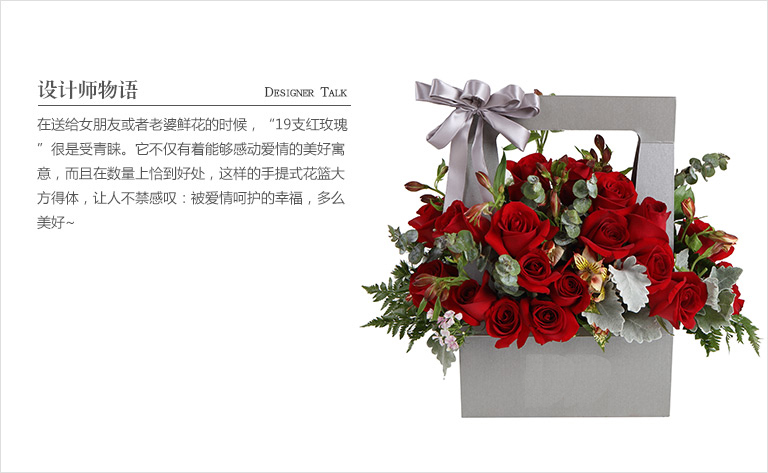 设计师物语 DESIGNER TALK
在送给女朋友或者老婆鲜花的时候，“19支红玫瑰
”很是受青睐。它不仅有着能够感动爱情的美好寓
意，而且在数量上恰到好处，这样的手提式花篮大
方得体，让人不禁感叹：被爱情呵护的幸福，多么
美好~